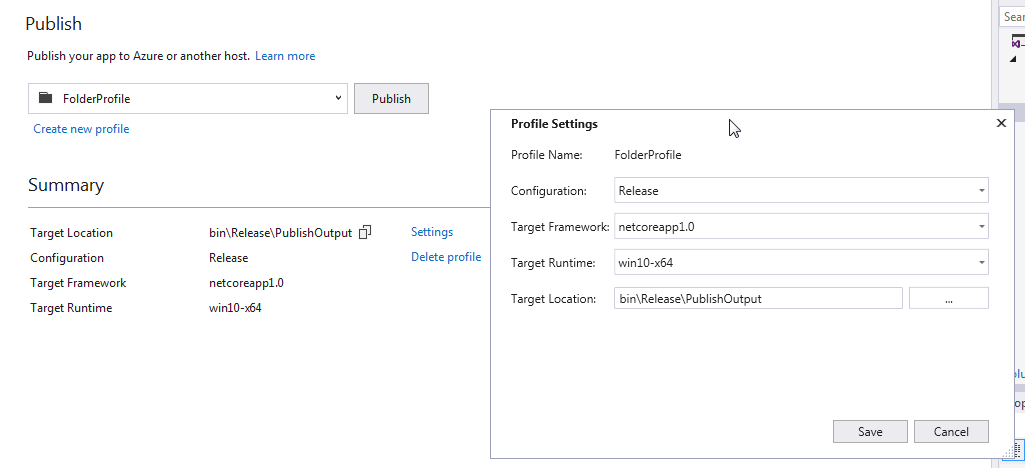 Publish
Publish your app to Azure or another host. Learn more
FolderProfile
Publish
Create new profile
Summary
Target Location bin\Release\PublishOutput Settings
Configuration Release Delete profile
Target Framework netcoreapp1.0
Target Runtime win10-x64
Profile Settings
Profile Name: FolderProfile
Configuration: Release
Target Framework: netcoreapp1.0
Target Runtime: win10-x64
Target Location: bin\Release\PublishOutput ...
Save Cancel
Sear